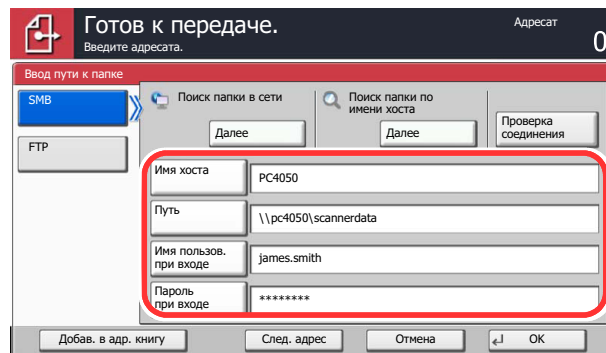 Готов к передаче.
Адресат
0
Введите адресата.
Ввод пути к папке
SMB
FTP
Поиск папки в сети
Далее
Поиск папки по
имени хоста
Далее
Проверка
соединения
Имя хоста
PC4050
Путь
\\pc4050\scannerdata
Имя пользов.
при входе
james.smith
Пароль
при входе
********
Добав. в адр. книгу
След. адрес
Отмена
OK